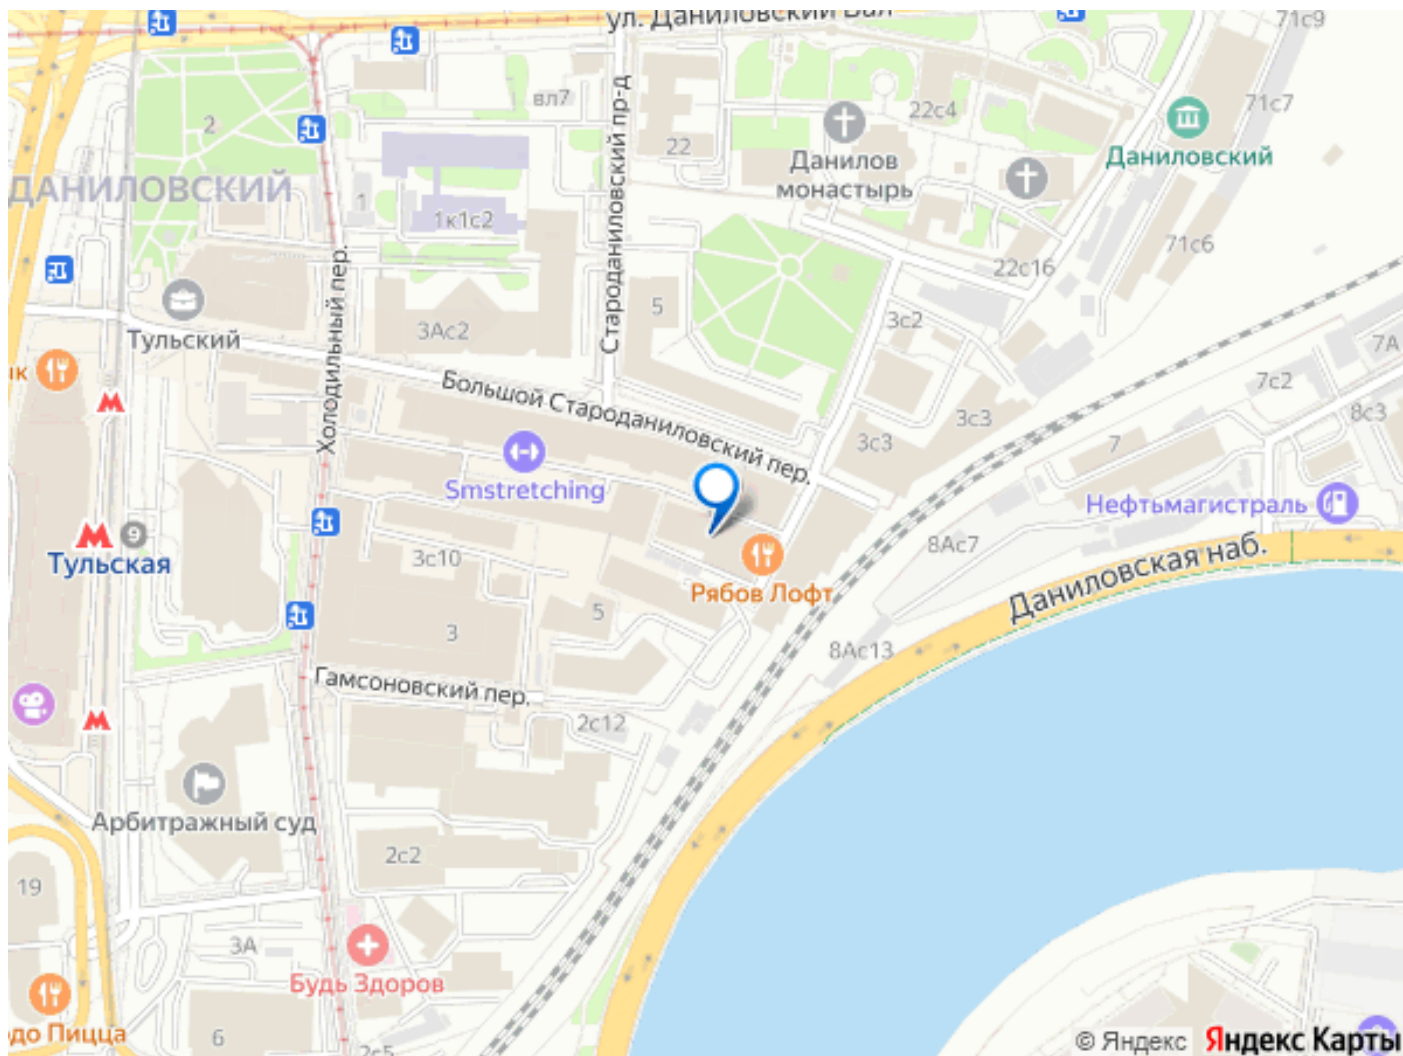 ул. Даниловский Вал
71с9
вл7
2
22с4
71с7
22
Данилов
монастырь
Даниловский
ДАНИЛОВСКИЙ
1
1к1с2
Староданиловский пр-д
71с6
22с16
Холодильный пер.
5
3с2
Тульский
3Ас2
7А
7с2
Большой Староданиловский пер.
8с3
3с3
3с3
7
Smstretching
Нефтьмагистраль
9
Тульская
3с10
8Ас7
Даниловская наб.
Рябов Лофт
5
3
8Ас13
Гамсоновский пер.
2с12
Арбитражный суд
2с2
19
3А
Будь Здоров
до Пицца
6
2с5
© Яндекс Яндекс Карты